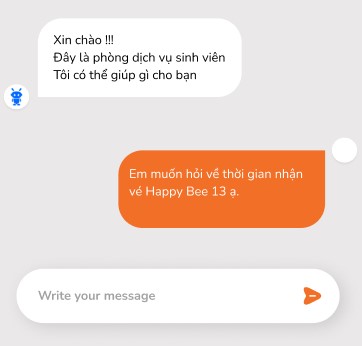 Xin chào !!!
Đây là phòng dịch vụ sinh viên
Tôi có thể giúp gì cho bạn
Em muốn hỏi về thời gian nhận
vé Happy Bee 13 ạ.
Write your message